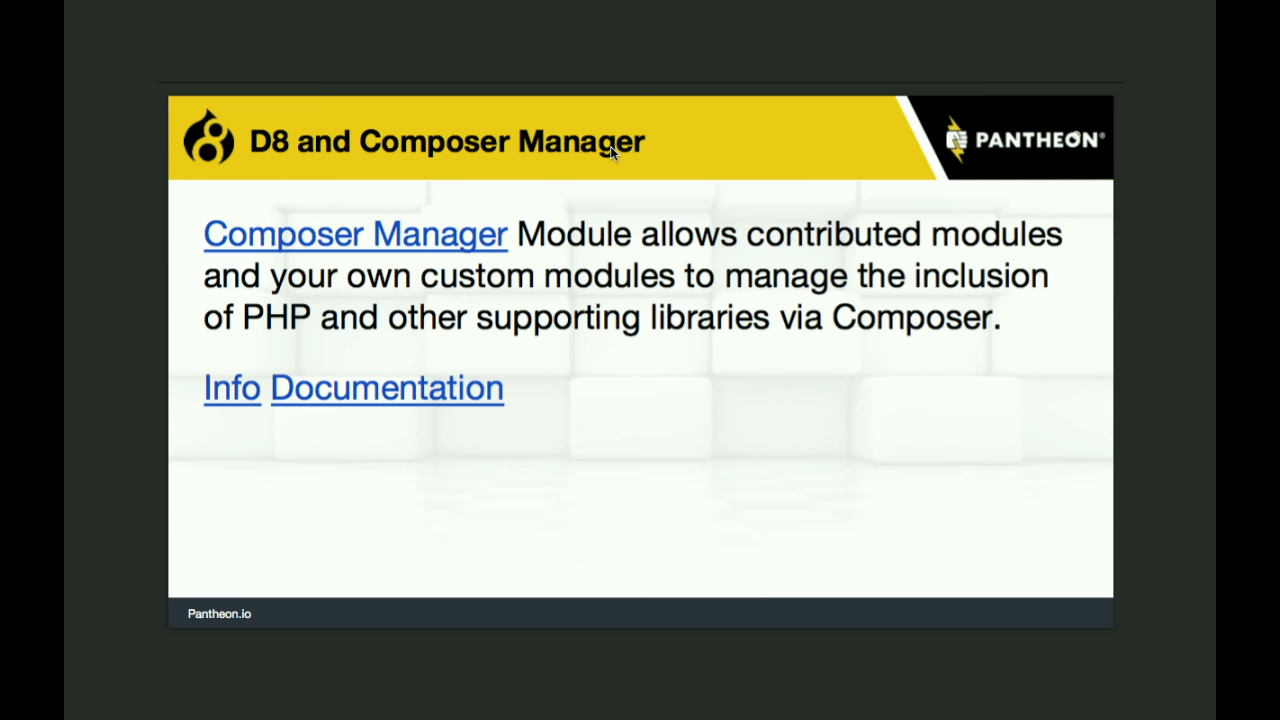 D8 and Composer Manager
PANTHEON®
Composer Manager Module allows contributed modules
and your own custom modules to manage the inclusion
of PHP and other supporting libraries via Composer.
Info Documentation
Pantheon.io